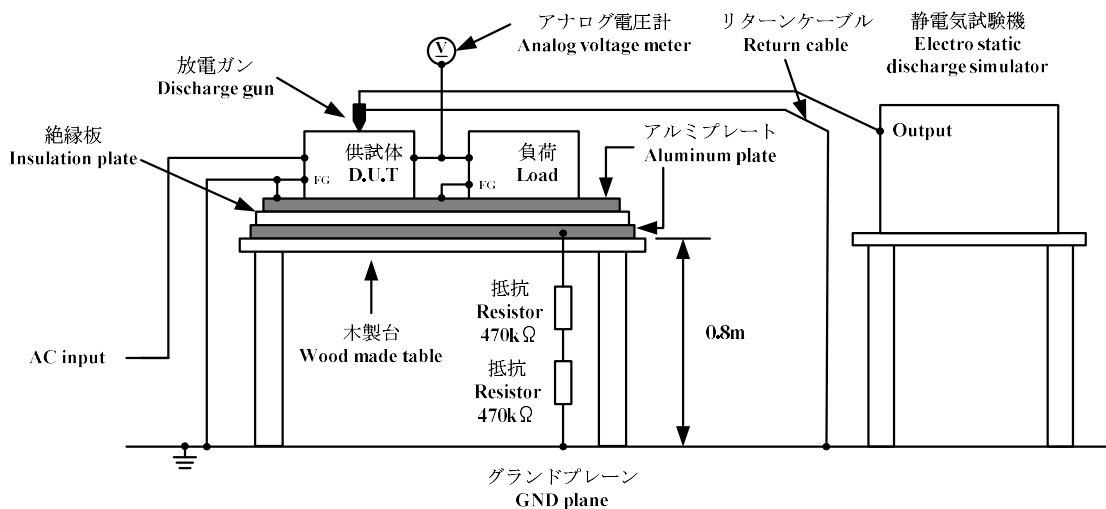 アナログ電圧計
Analog voltage meter
リターンケーブル
Return cable
静電気試験機
Electro static
discharge simulator
V
放電ガン
Discharge gun
絶縁板
Insulation plate
供試体
D.U.T
FG
負荷
Load
FG
アルミプレート
Aluminum plate
Output
抵抗
Resistor
470kΩ
0.8m
木製台
Wood made table
AC input
抵抗
Resistor
470kΩ
グランドプレーン
GND plane